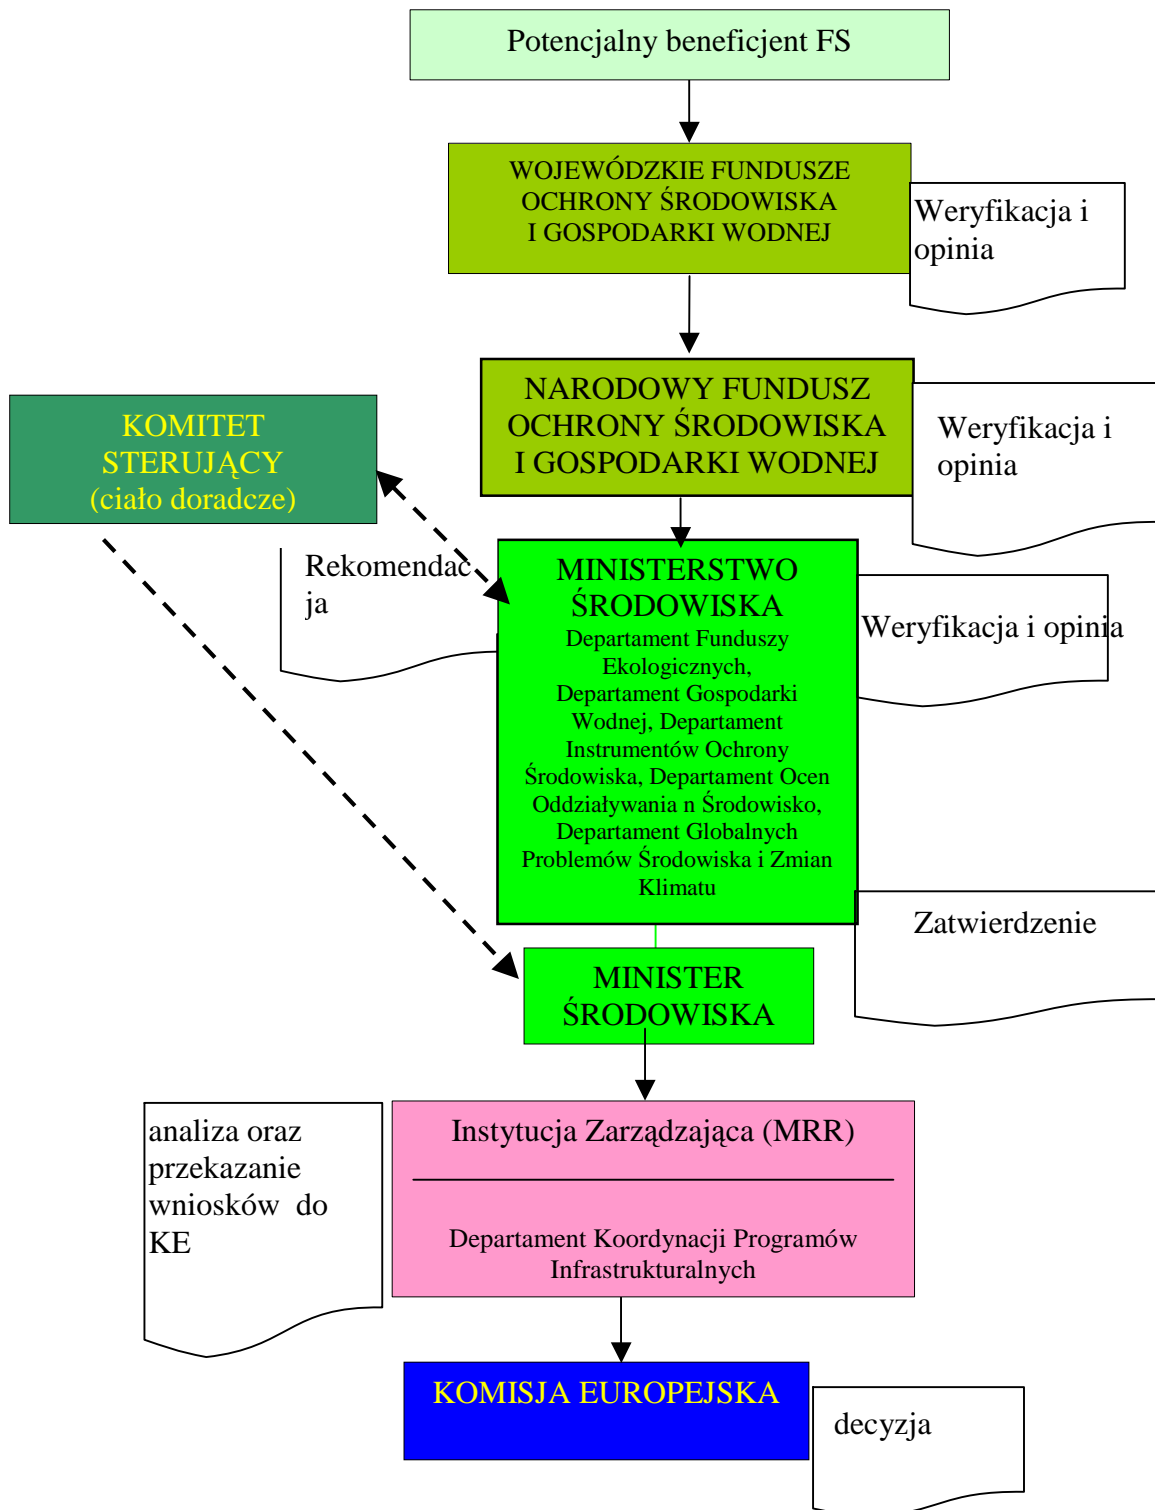 Potencjalny beneficjent FS
WOJEWÓDZKIE FUNDUSZE
OCHRONY ŚRODOWISKA
I GOSPODARKI WODNEJ
Weryfikacja i
opinia
NARODOWY FUNDUSZ
OCHRONY ŚRODOWISKA
I GOSPODARKI WODNEJ
Weryfikacja i
opinia
KOMITET
STERUJĄCY
(ciało doradcze)
Rekomendac
ja
MINISTERSTWO
ŚRODOWISKA
Departament Funduszy
Ekologicznych,
Departament Gospodarki
Wodnej, Departament
Instrumentów Ochrony
Środowiska, Departament Ocen
Oddziaływania n Środowisko,
Departament Globalnych
Problemów Środowiska i Zmian
Klimatu
Weryfikacja i opinia
Zatwierdzenie
MINISTER
ŚRODOWISKA
analiza oraz
przekazanie
wniosków do
KE
Instytucja Zarządzająca (MRR)
Departament Koordynacji Programów
Infrastrukturalnych
KOMISJA EUROPEJSKA
decyzja